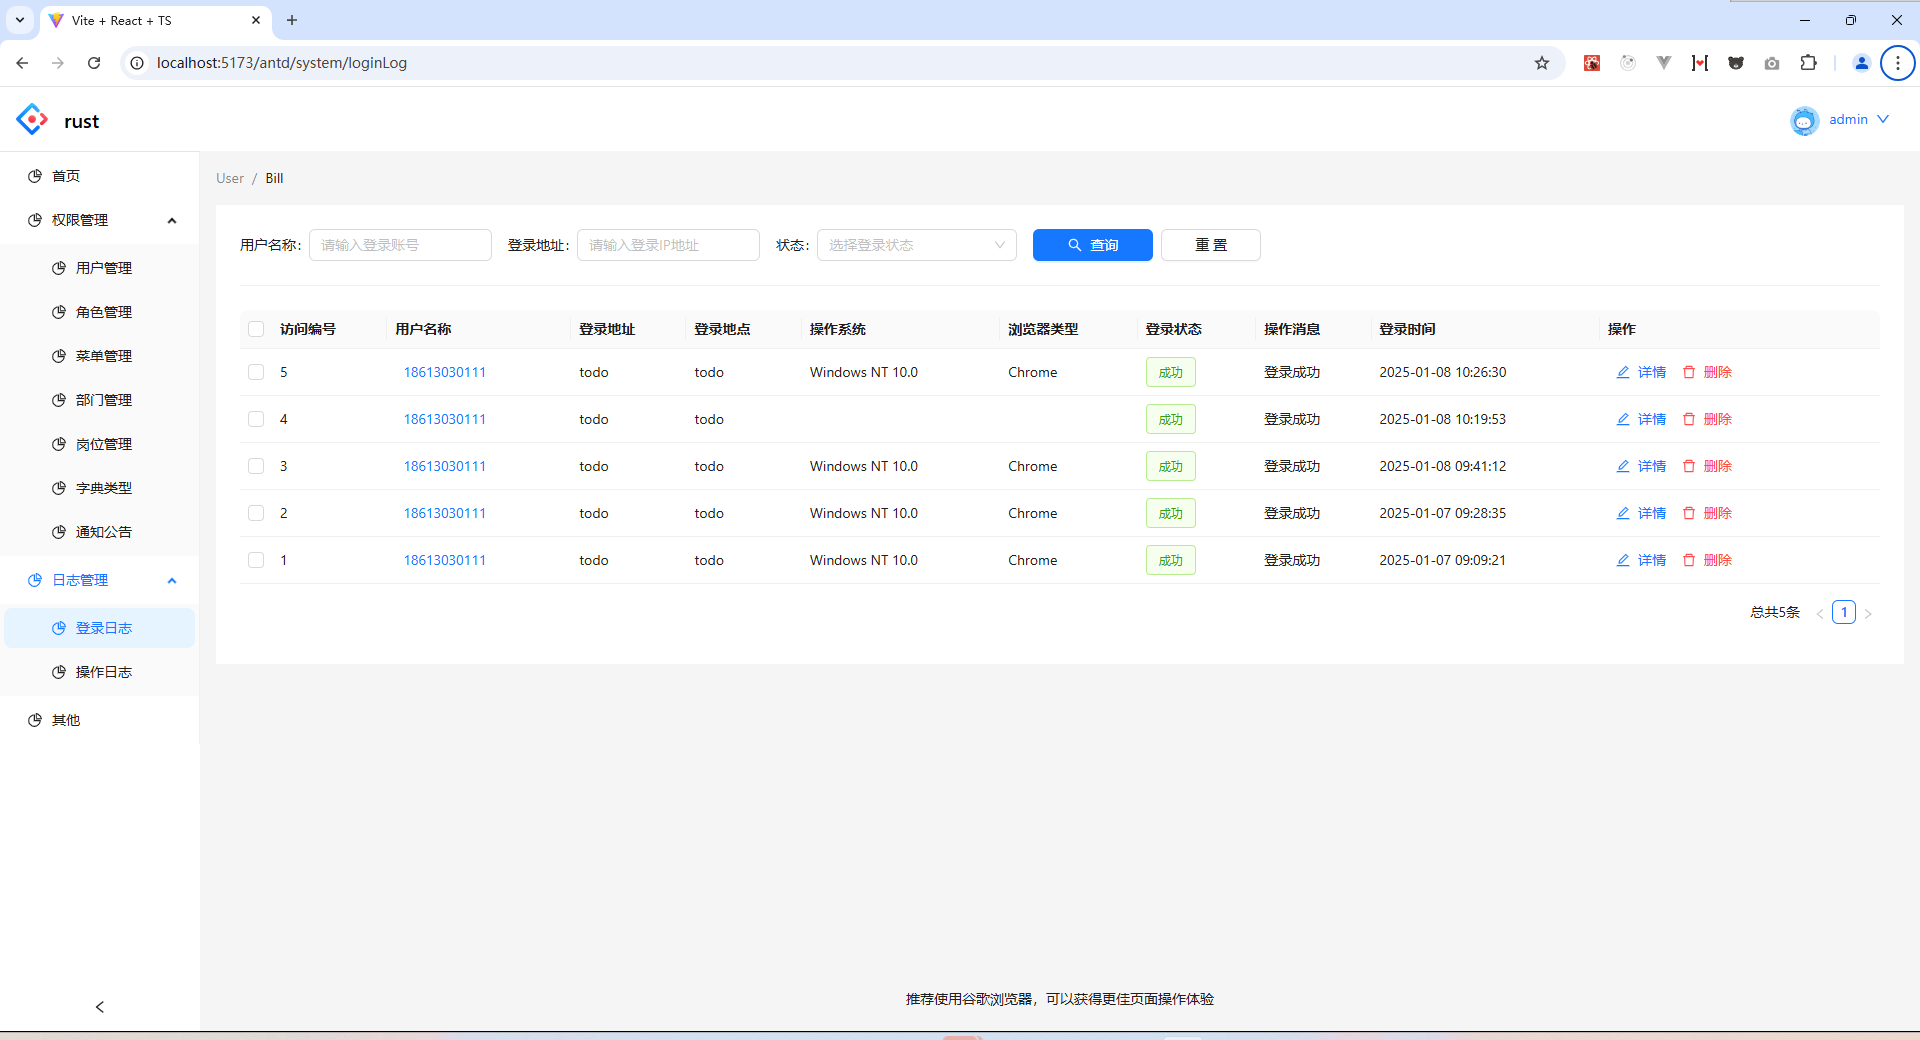 Vite + React + TS
localhost:5173/antd/system/loginLog
rust
admin
首页
权限管理
用户管理
角色管理
菜单管理
部门管理
岗位管理
字典类型
通知公告
日志管理
登录日志
操作日志
其他
User / Bill
用户名称: 请输入登录账号 登录地址: 请输入登录IP地址 状态: 选择登录状态 查询 重置
访问编号 用户名称 登录地址 登录地点 操作系统 浏览器类型 登录状态 操作消息 登录时间 操作
5 18613030111 todo todo Windows NT 10.0 Chrome 成功 登录成功 2025-01-08 10:26:30 详情 删除
4 18613030111 todo todo 成功 登录成功 2025-01-08 10:19:53 详情 删除
3 18613030111 todo todo Windows NT 10.0 Chrome 成功 登录成功 2025-01-08 09:41:12 详情 删除
2 18613030111 todo todo Windows NT 10.0 Chrome 成功 登录成功 2025-01-07 09:28:35 详情 删除
1 18613030111 todo todo Windows NT 10.0 Chrome 成功 登录成功 2025-01-07 09:09:21 详情 删除
总共5条 < 1 >
推荐使用谷歌浏览器，可以获得更佳页面操作体验